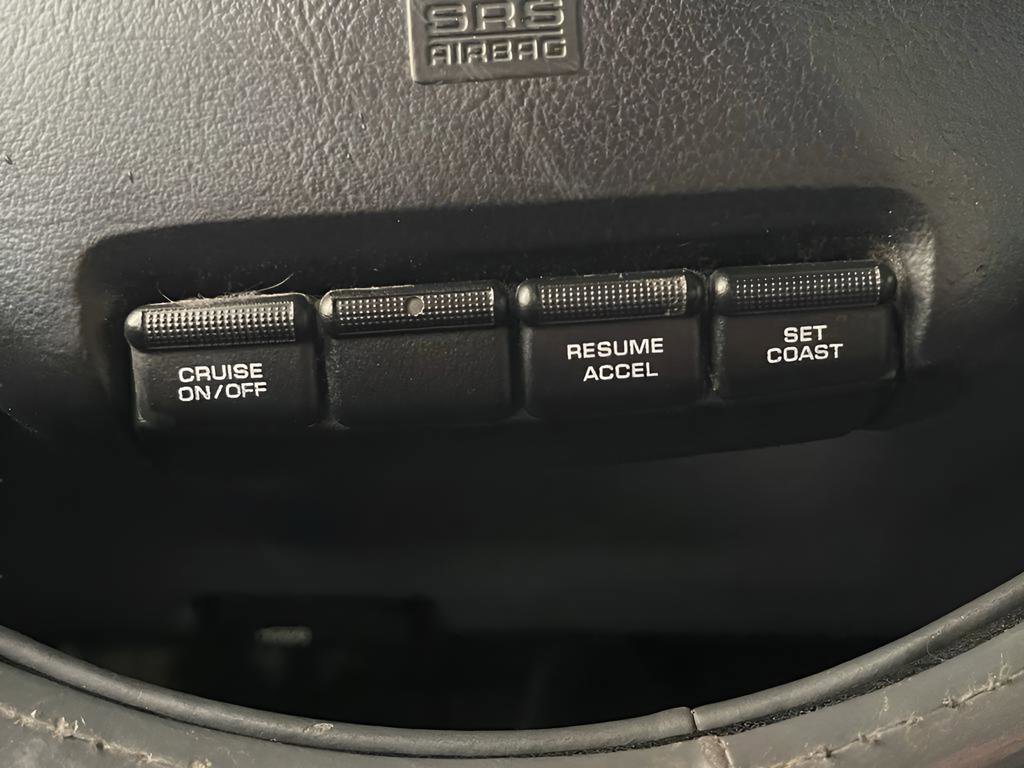 SRS
AIRBAG
CRUISE
ON/OFF
RESUME
ACCEL
SET
COAST